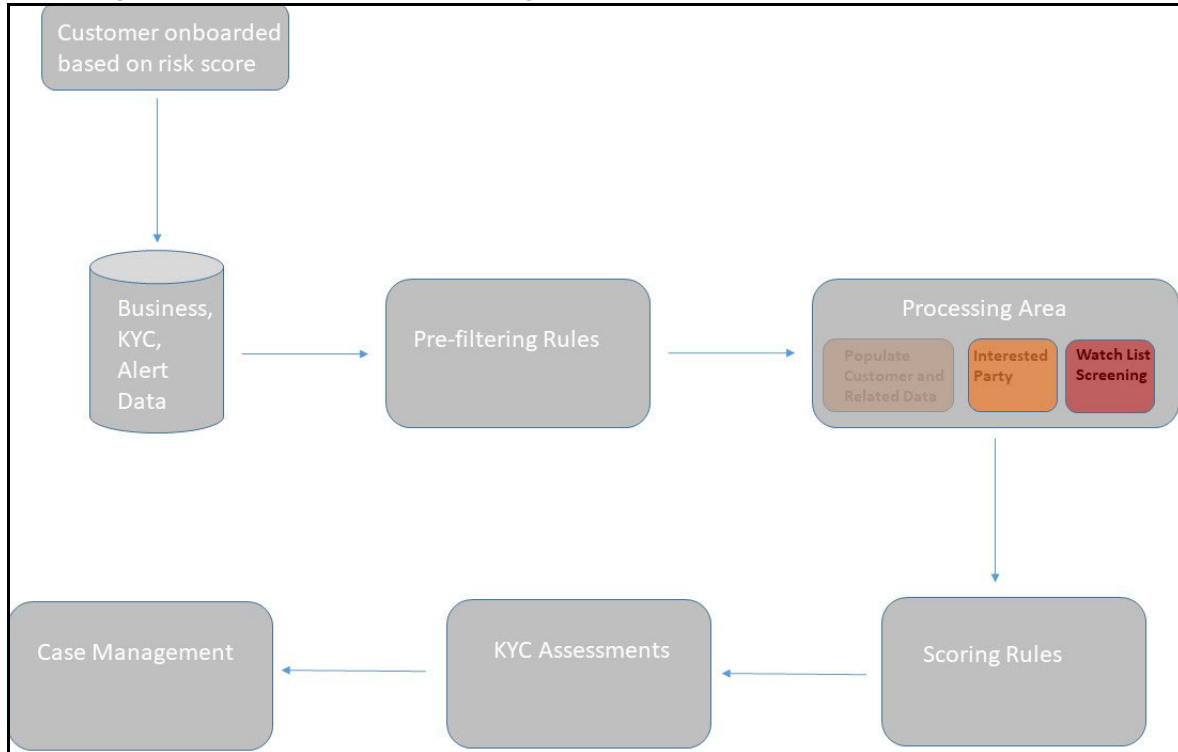 Customer onboarded
based on risk score
Business,
KYC,
Alert
Data
Pre-filtering Rules
Processing Area
Populate
Customer and
Related Data
Interested
Party
Watch List
Screening
Case Management
KYC Assessments
Scoring Rules